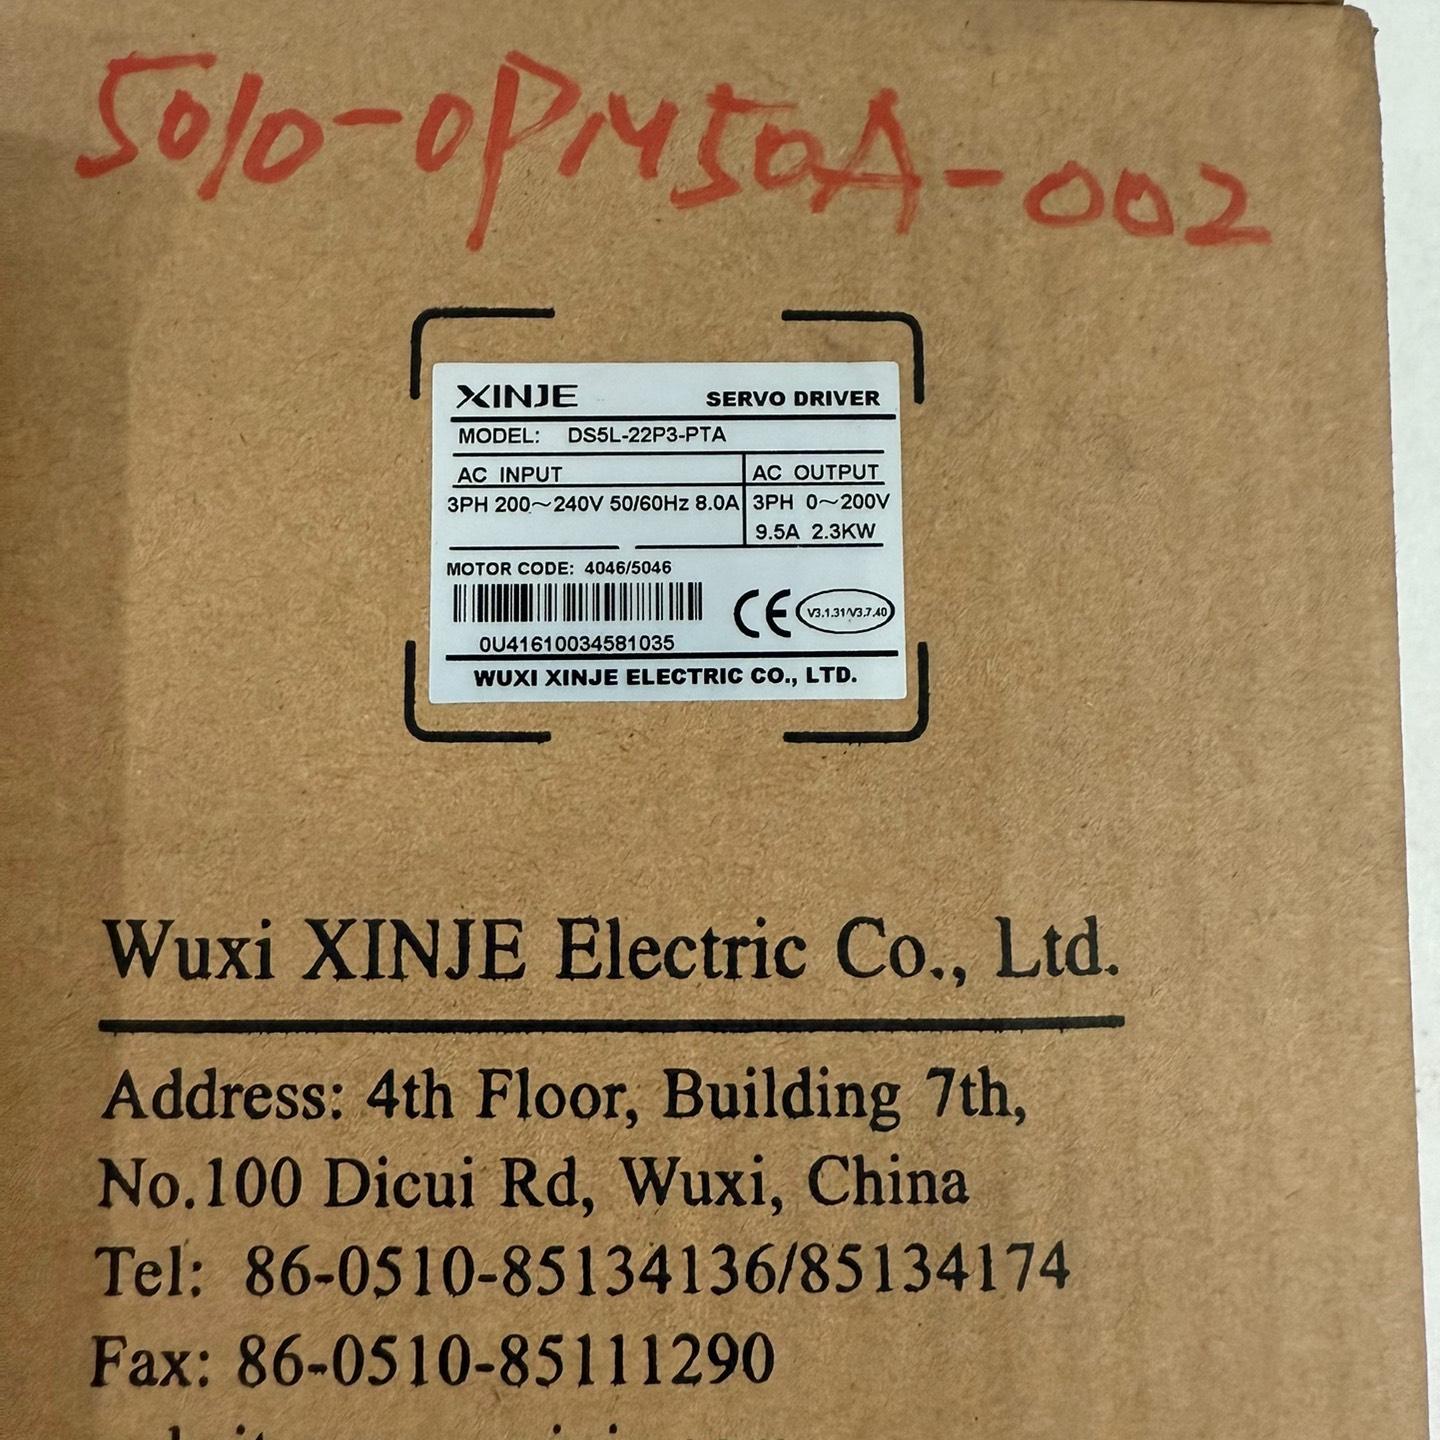 5010-0PM50A-002
XINJE SERVO DRIVER
MODEL: DS5L-22P3-PTA
AC INPUT AC OUTPUT
3PH 200～240V 50/60Hz 8.0A 3PH 0～200V
9.5A 2.3KW
MOTOR CODE: 4046/5046
CE V3.1.31/V3.7.40
0U41610034581035
WUXI XINJE ELECTRIC CO., LTD.
Wuxi XINJE Electric Co., Ltd.
Address: 4th Floor, Building 7th,
No.100 Dicui Rd, Wuxi, China
Tel: 86-0510-85134136/85134174
Fax: 86-0510-85111290